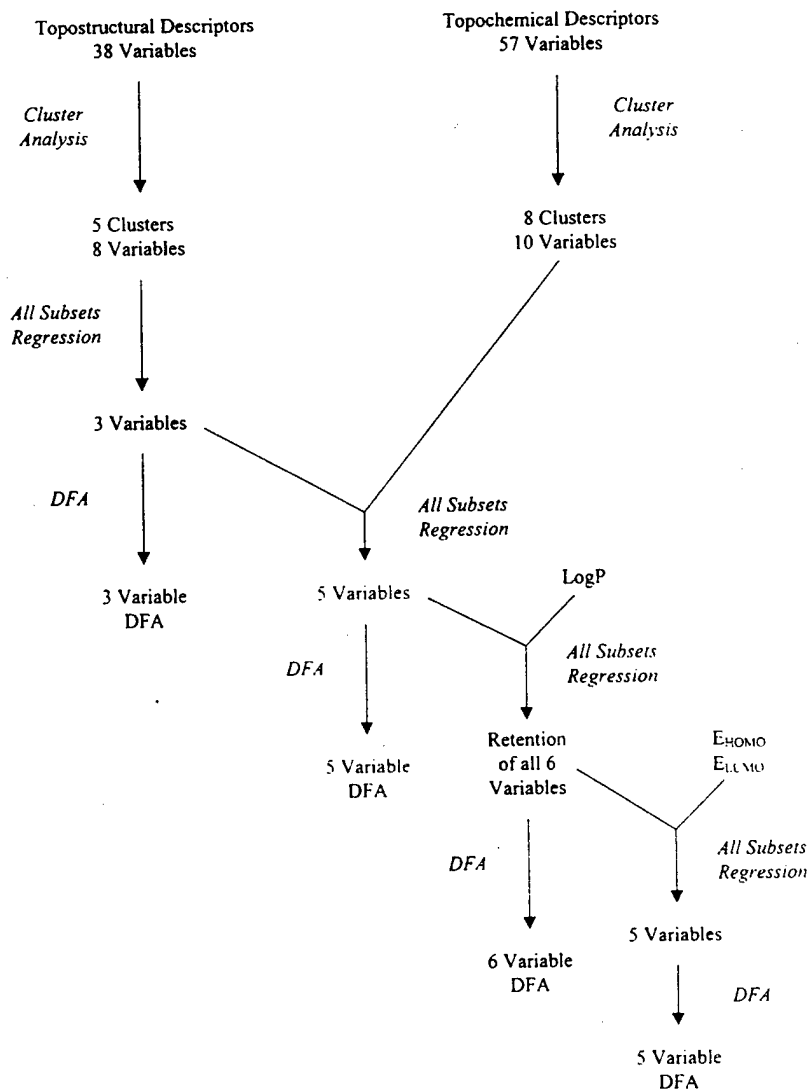 Topostructural Descriptors
38 Variables
Topochemical Descriptors
57 Variables
Cluster
Analysis
Cluster
Analysis
5 Clusters
8 Variables
8 Clusters
10 Variables
All Subsets
Regression
3 Variables
DFA
All Subsets
Regression
3 Variable
DFA
5 Variables
LogP
DFA
All Subsets
Regression
5 Variable
DFA
Retention
of all 6
Variables
EHOMO
ELUMO
DFA
All Subsets
Regression
6 Variable
DFA
5 Variables
DFA
5 Variable
DFA